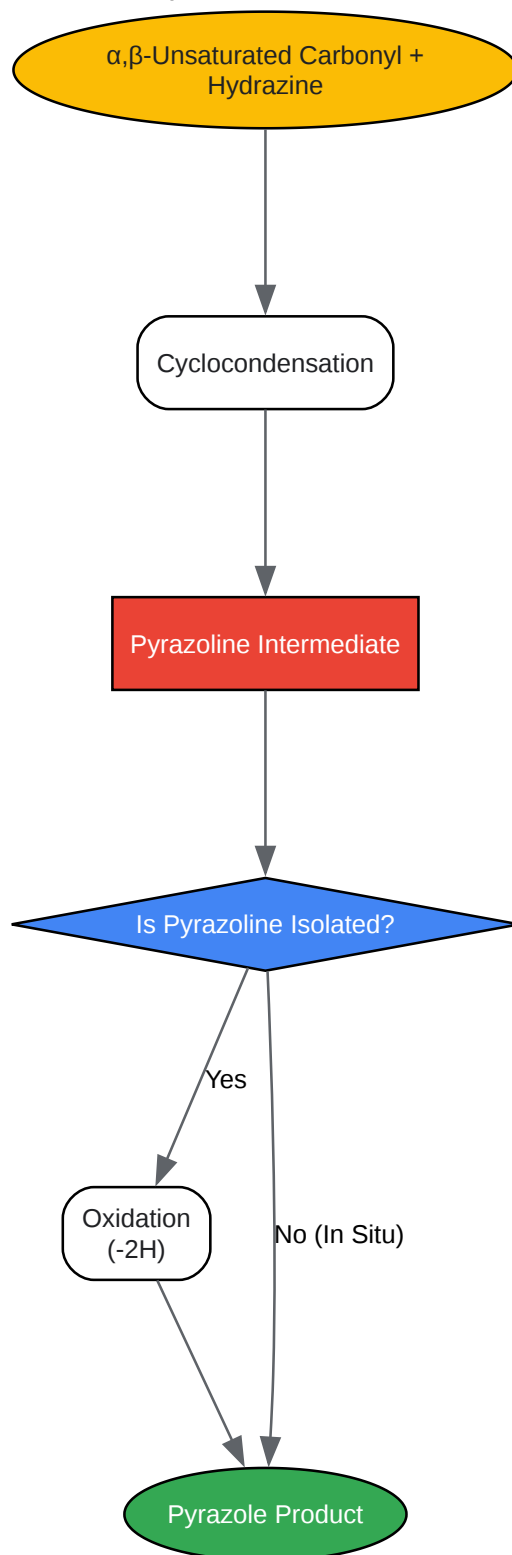 α,β-Unsaturated Carbonyl +
Hydrazine
Cyclocondensation
Pyrazoline Intermediate
Is Pyrazoline Isolated?
Yes
Oxidation
(-2H)
No (In Situ)
Pyrazole Product